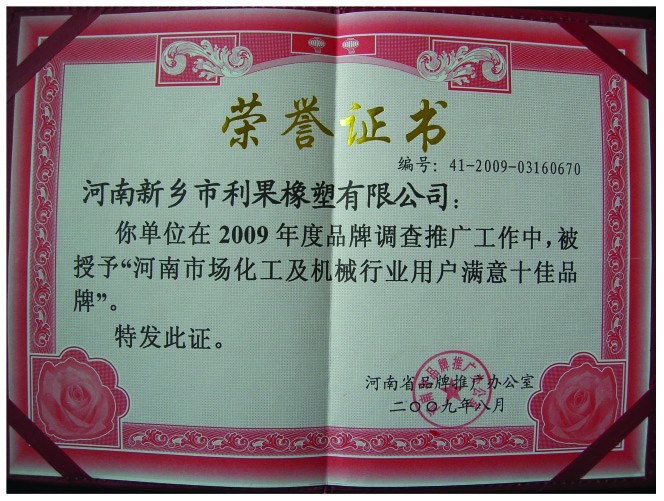 荣誉证书
编号：41-2009-03160670
河南新乡市利果橡塑有限公司：
你单位在2009年度品牌调查推广工作中,被
授予“河南市场化工及机械行业用户满意十佳品
牌”。
特发此证。
河南省品牌推广办公室
二〇〇九年八月